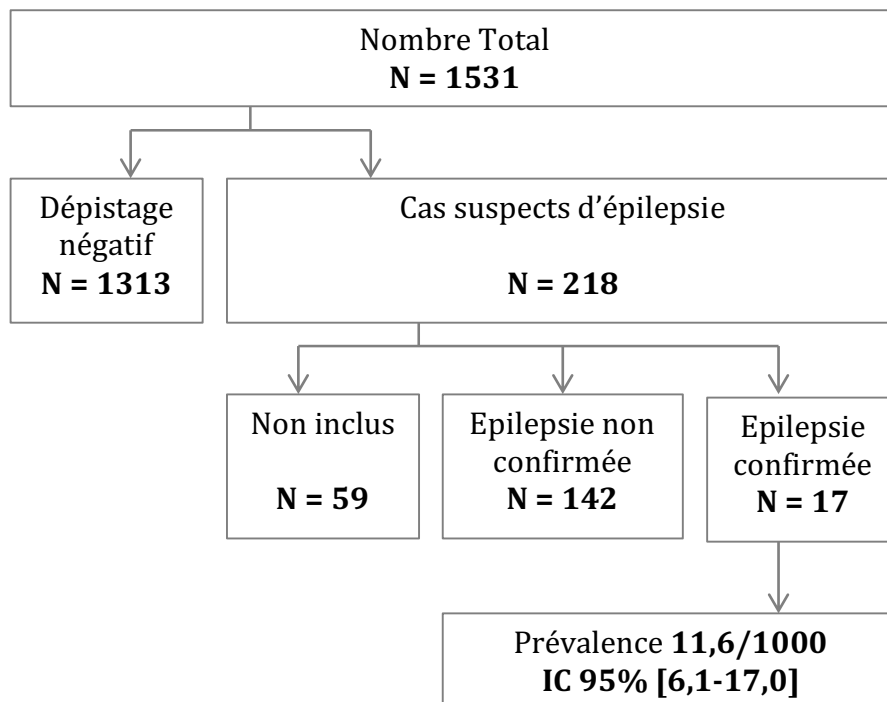 Nombre Total
N = 1531
Dépistage
négatif
N = 1313
Cas suspects d’épilepsie
N = 218
Non inclus
N = 59
Epilepsie non
confirmée
N = 142
Epilepsie
confirmée
N = 17
Prévalence 11,6/1000
IC 95% [6,1-17,0]